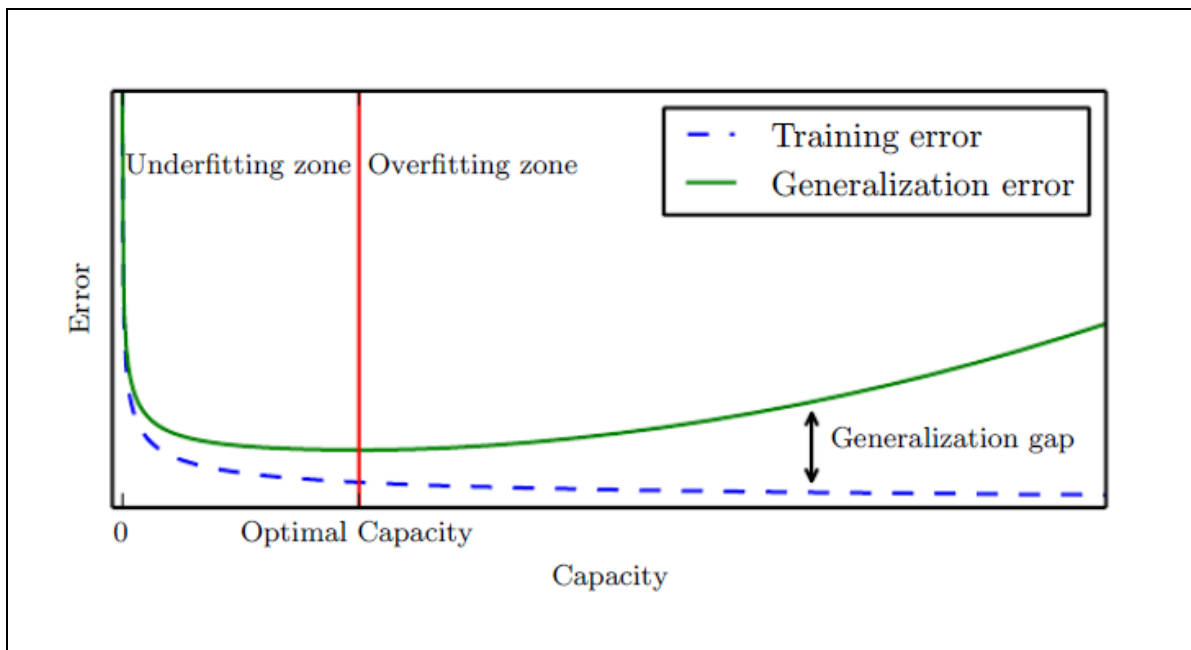 Training error
Generalization error
Underfitting zone
Overfitting zone
Error
Generalization gap
0
Optimal Capacity
Capacity